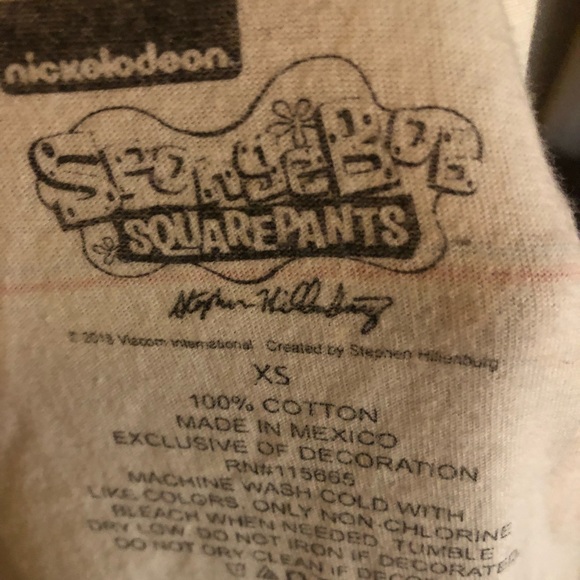 nickelodeon
SPONGEBOB
SQUAREPANTS
Stephen Hillenburg
© 2018 Viacom International Created by Stephen Hillenburg
XS
100% COTTON
MADE IN MEXICO
EXCLUSIVE OF DECORATION
RN#115665
MACHINE WASH COLD WITH
LIKE COLORS. ONLY NON-CHLORINE
BLEACH WHEN NEEDED. TUMBLE
DRY LOW. DO NOT IRON IF DECORATED.
DO NOT DRY CLEAN IF